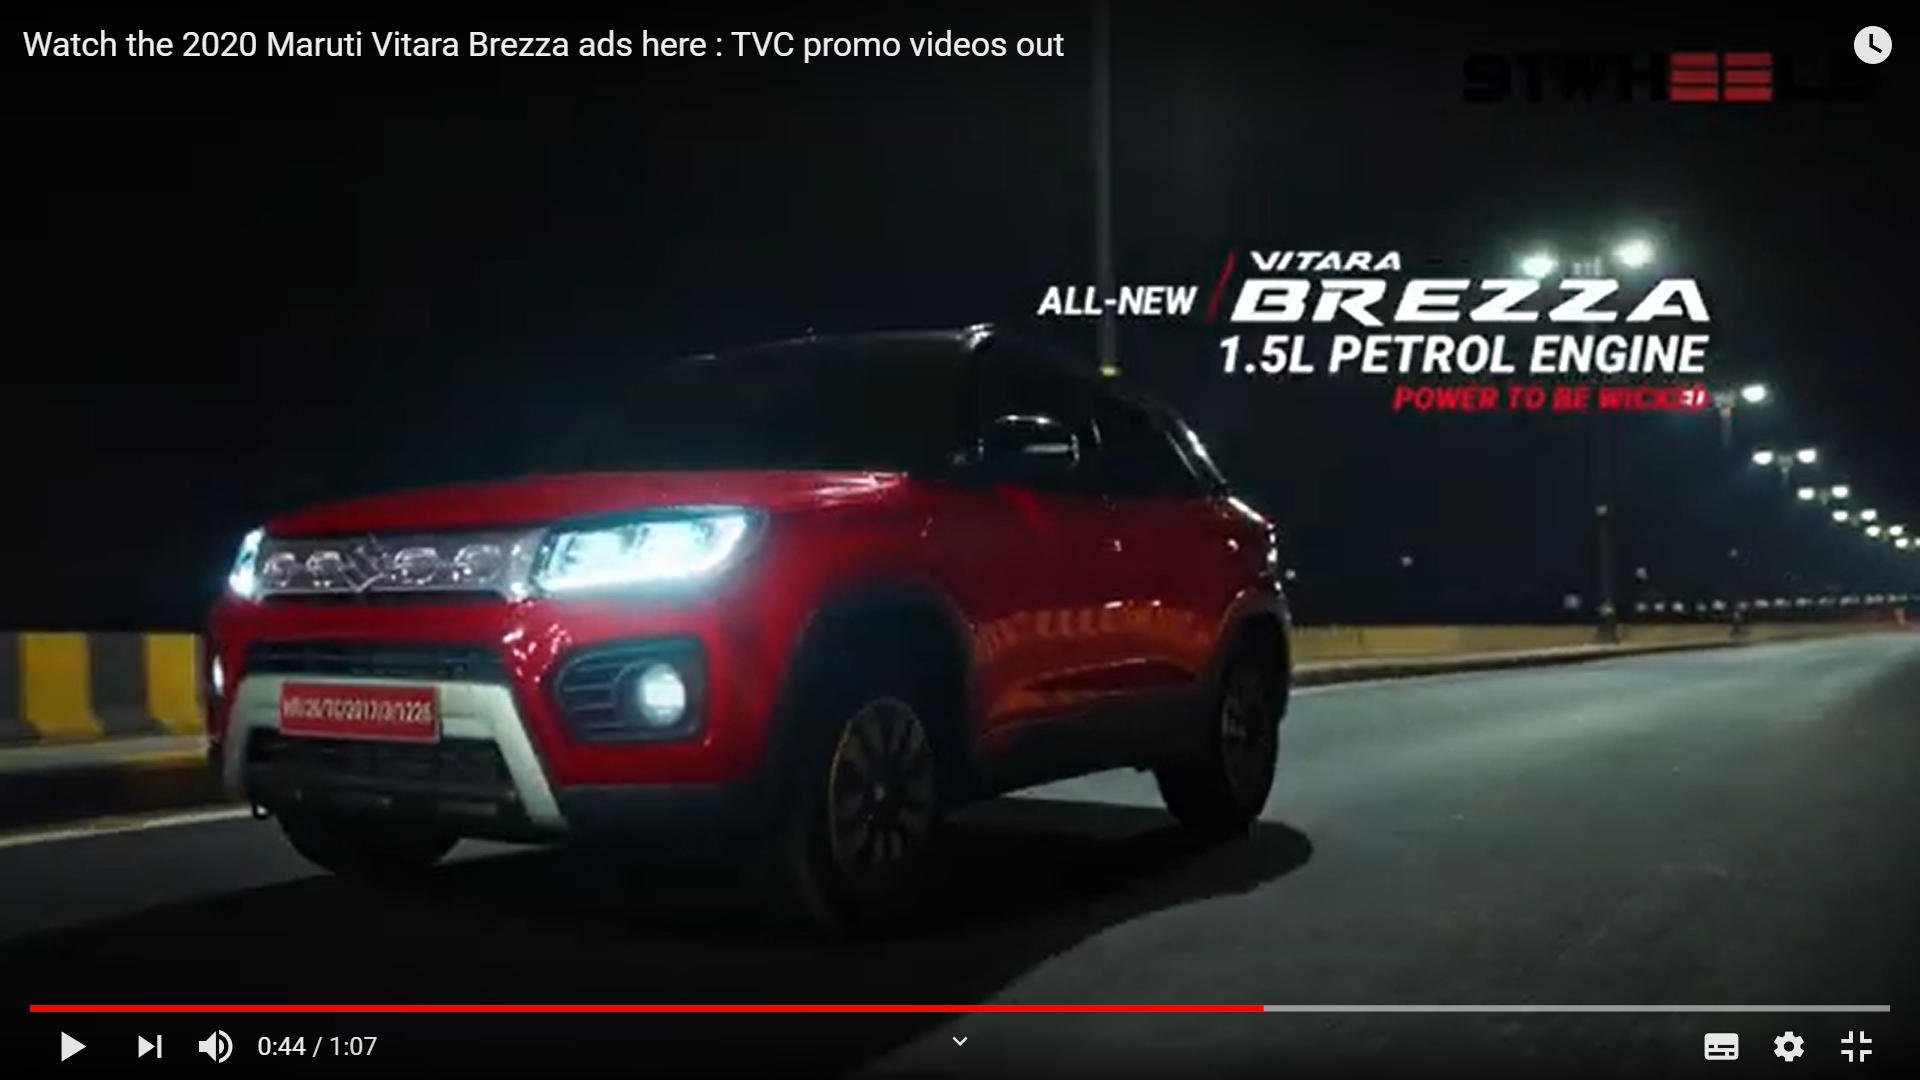 Watch the 2020 Maruti Vitara Brezza ads here : TVC promo videos out
91WHEELS
VITARA
ALL-NEW BREZZA
1.5L PETROL ENGINE
POWER TO BE WICKED
0:44 / 1:07